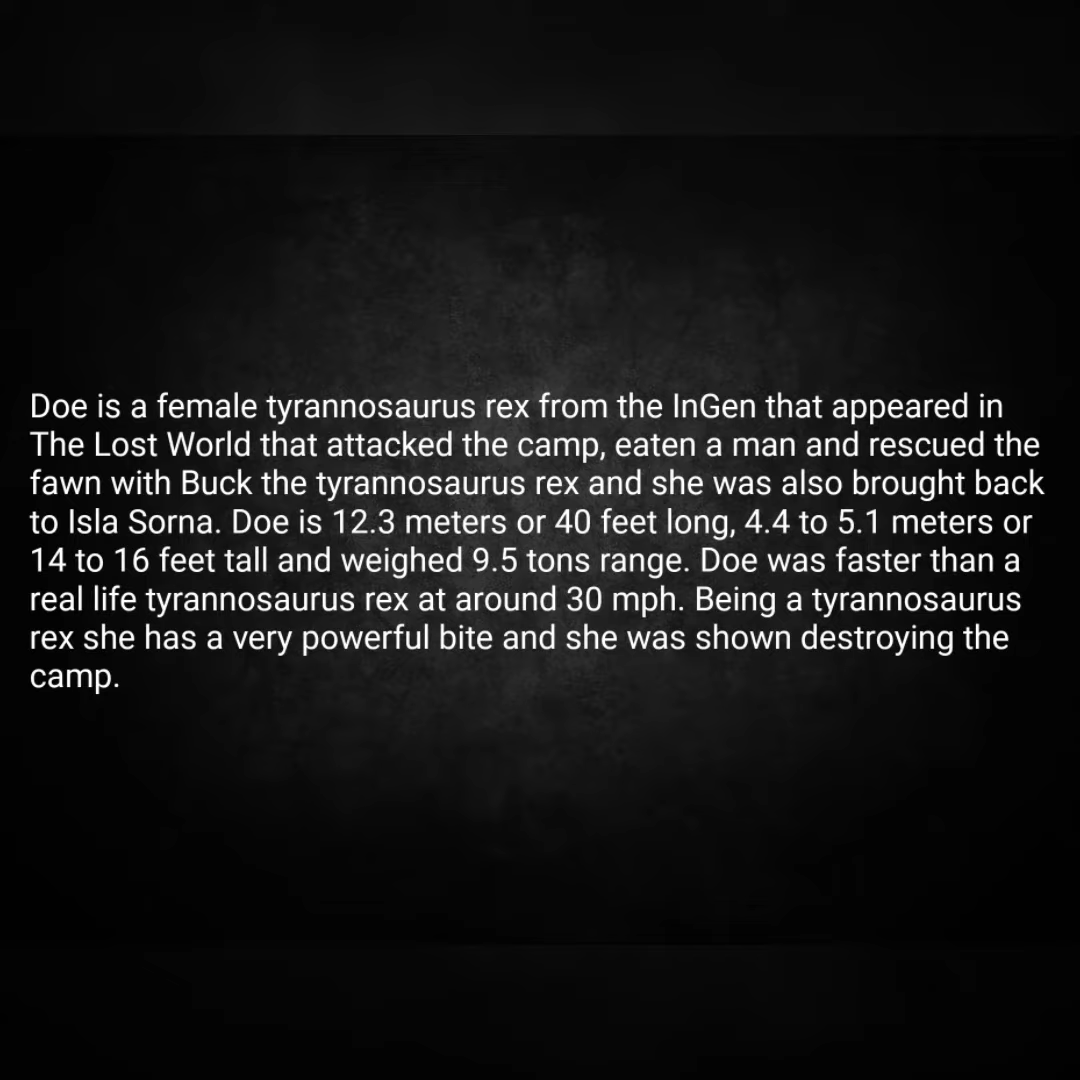 Doe is a female tyrannosaurus rex from the InGen that appeared in
The Lost World that attacked the camp, eaten a man and rescued the
fawn with Buck the tyrannosaurus rex and she was also brought back
to Isla Sorna. Doe is 12.3 meters or 40 feet long, 4.4 to 5.1 meters or
14 to 16 feet tall and weighed 9.5 tons range. Doe was faster than a
real life tyrannosaurus rex at around 30 mph. Being a tyrannosaurus
rex she has a very powerful bite and she was shown destroying the
camp.